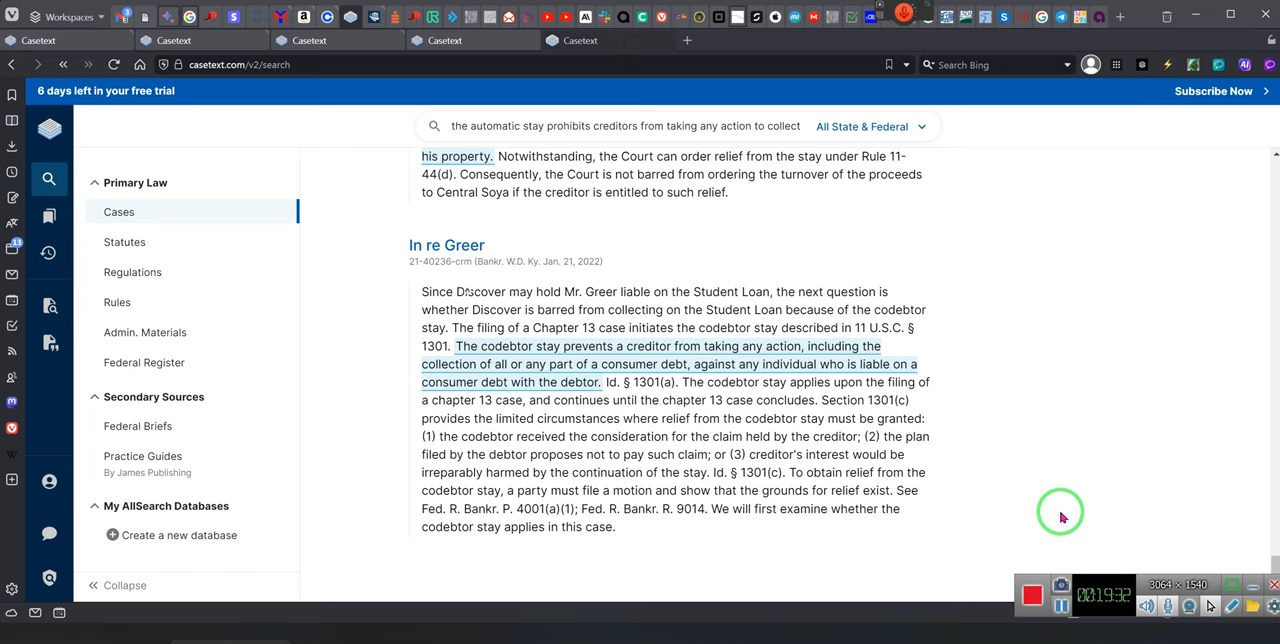 Workspaces
Casetext
Casetext
Casetext
Casetext
Casetext
casetext.com/v2/search
Search Bing
6 days left in your free trial
Subscribe Now
the automatic stay prohibits creditors from taking any action to collect
All State & Federal
Primary Law
Cases
Statutes
Regulations
Rules
Admin. Materials
Federal Register
Secondary Sources
Federal Briefs
Practice Guides
By James Publishing
My AllSearch Databases
Create a new database
Collapse
his property. Notwithstanding, the Court can order relief from the stay under Rule 11-
44(d). Consequently, the Court is not barred from ordering the turnover of the proceeds
to Central Soya if the creditor is entitled to such relief.
In re Greer
21-40236-crm (Bankr. W.D. Ky. Jan. 21, 2022)
Since Discover may hold Mr. Greer liable on the Student Loan, the next question is
whether Discover is barred from collecting on the Student Loan because of the codebtor
stay. The filing of a Chapter 13 case initiates the codebtor stay described in 11 U.S.C. §
1301. The codebtor stay prevents a creditor from taking any action, including the
collection of all or any part of a consumer debt, against any individual who is liable on a
consumer debt with the debtor. Id. § 1301(a). The codebtor stay applies upon the filing of
a chapter 13 case, and continues until the chapter 13 case concludes. Section 1301(c)
provides the limited circumstances where relief from the codebtor stay must be granted:
(1) the codebtor received the consideration for the claim held by the creditor; (2) the plan
filed by the debtor proposes not to pay such claim; or (3) creditor's interest would be
irreparably harmed by the continuation of the stay. Id. § 1301(c). To obtain relief from the
codebtor stay, a party must file a motion and show that the grounds for relief exist. See
Fed. R. Bankr. P. 4001(a)(1); Fed. R. Bankr. R. 9014. We will first examine whether the
codebtor stay applies in this case.
13
AI
3064 x 1540
00:19:32